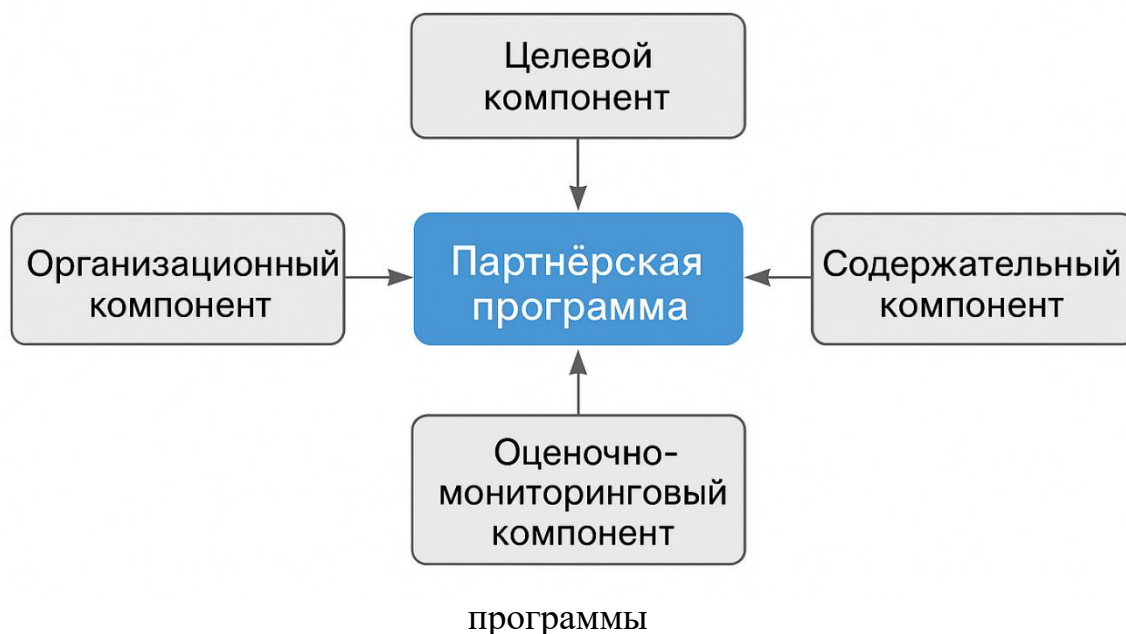 Целевой
компонент
Организационный
компонент
Партнёрская
программа
Содержательный
компонент
Оценочно-
мониторинговый
компонент
программы